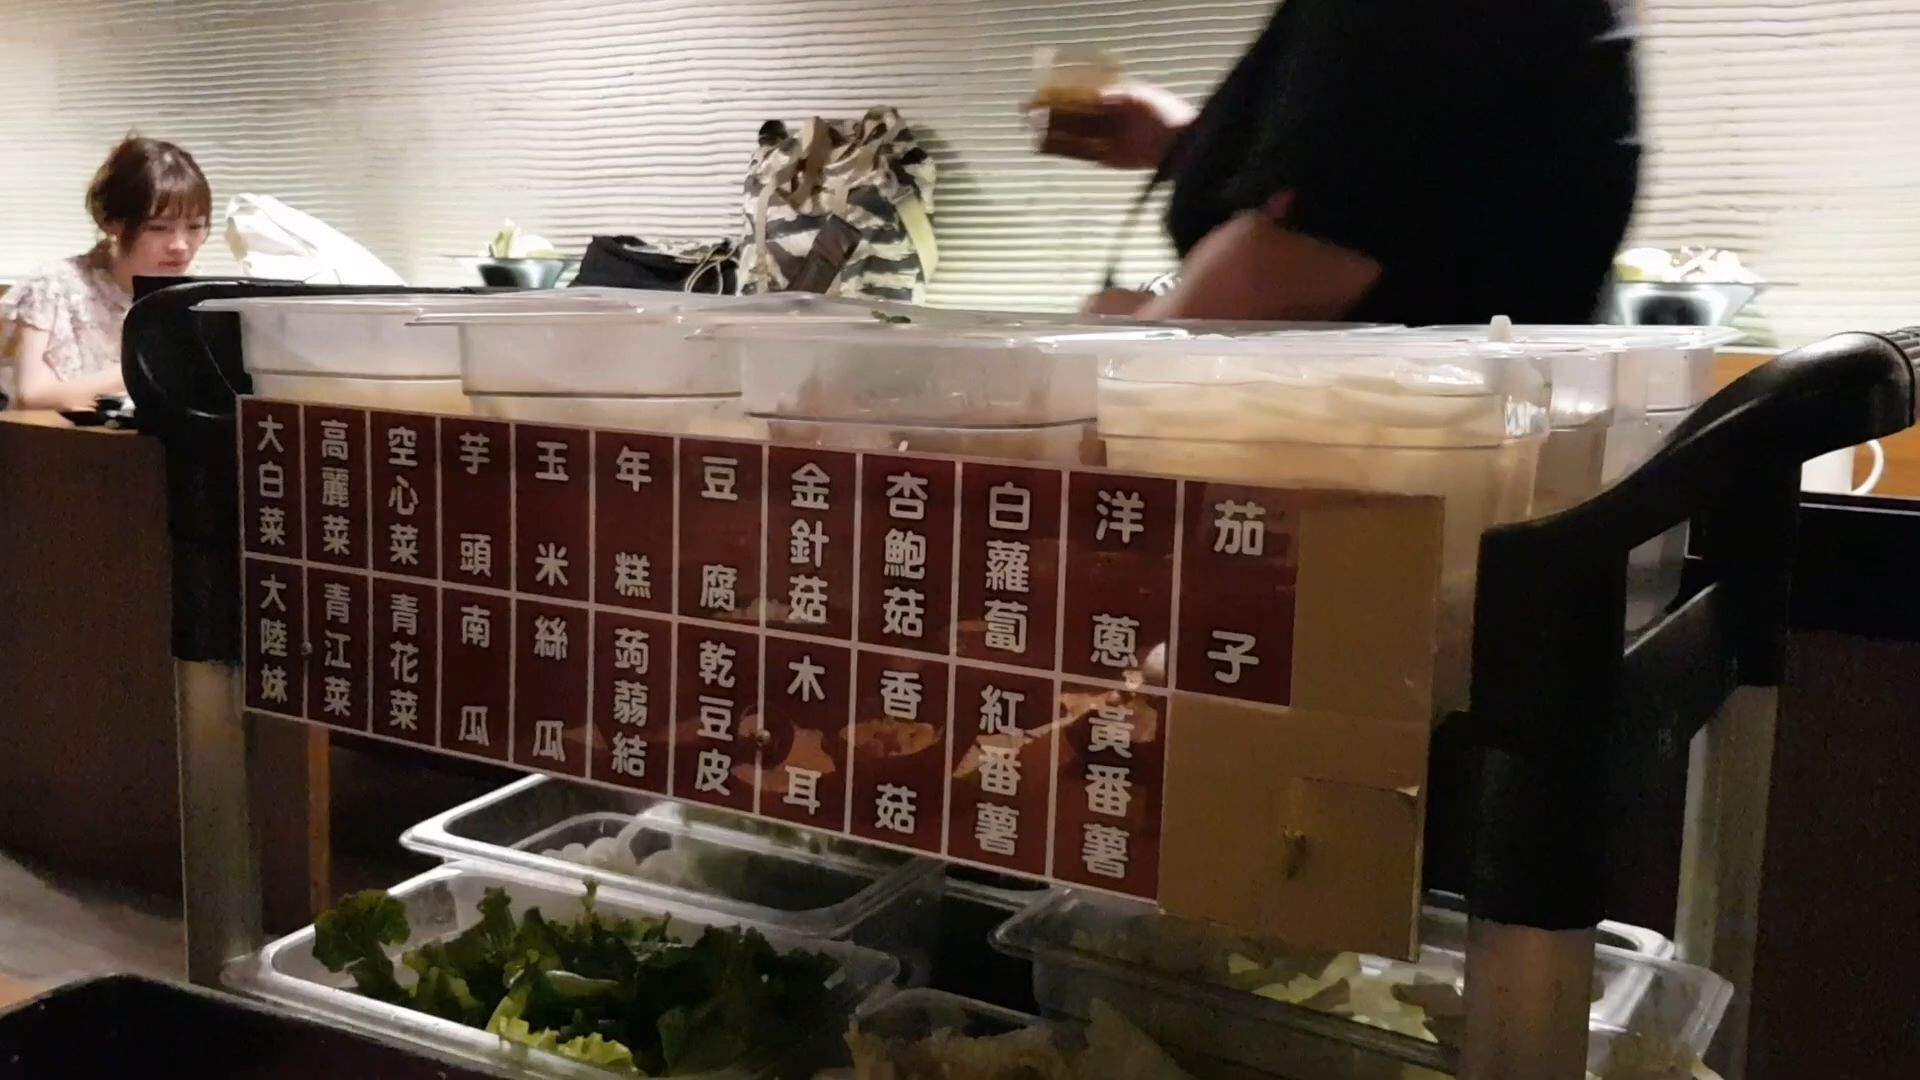 大白菜
高麗菜
空心菜
芋頭
玉米
年糕
豆腐
金針菇
杏鮑菇
白蘿蔔
洋蔥
茄子
大陸妹
青江菜
青花菜
南瓜
絲瓜
蒟蒻結
乾豆皮
木耳
香菇
紅番薯
黃番薯